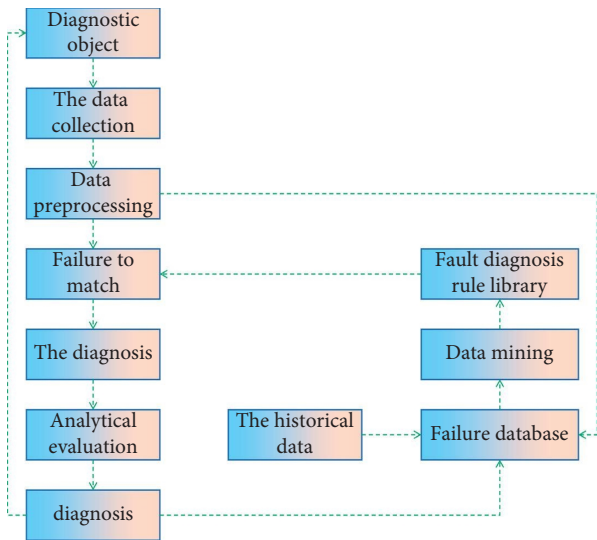 Diagnostic
object
The data
collection
Data
preprocessing
Failure to
match
The diagnosis
Analytical
evaluation
diagnosis
Fault diagnosis
rule library
Data mining
The historical
data
Failure database